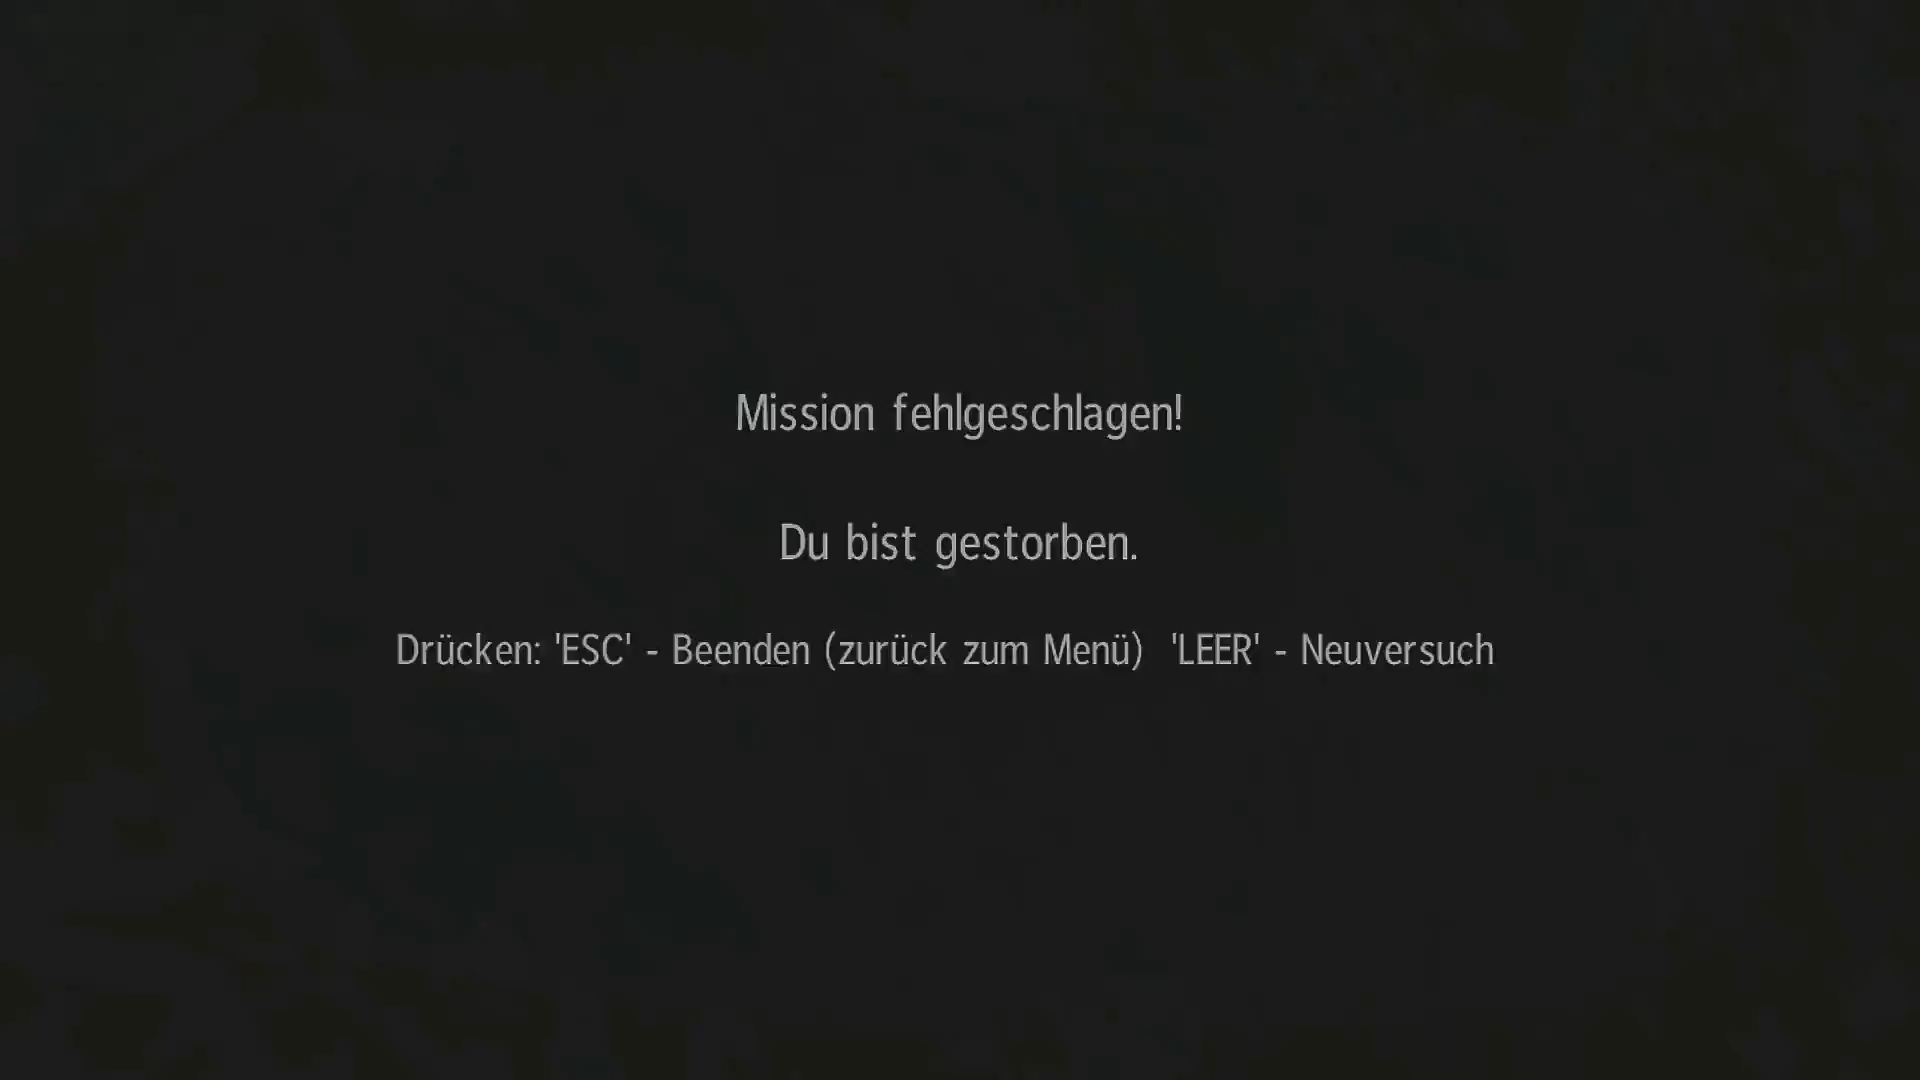 Mission fehlgeschlagen!
Du bist gestorben.
Drücken: 'ESC' - Beenden (zurück zum Menü)  'LEER' - Neuversuch